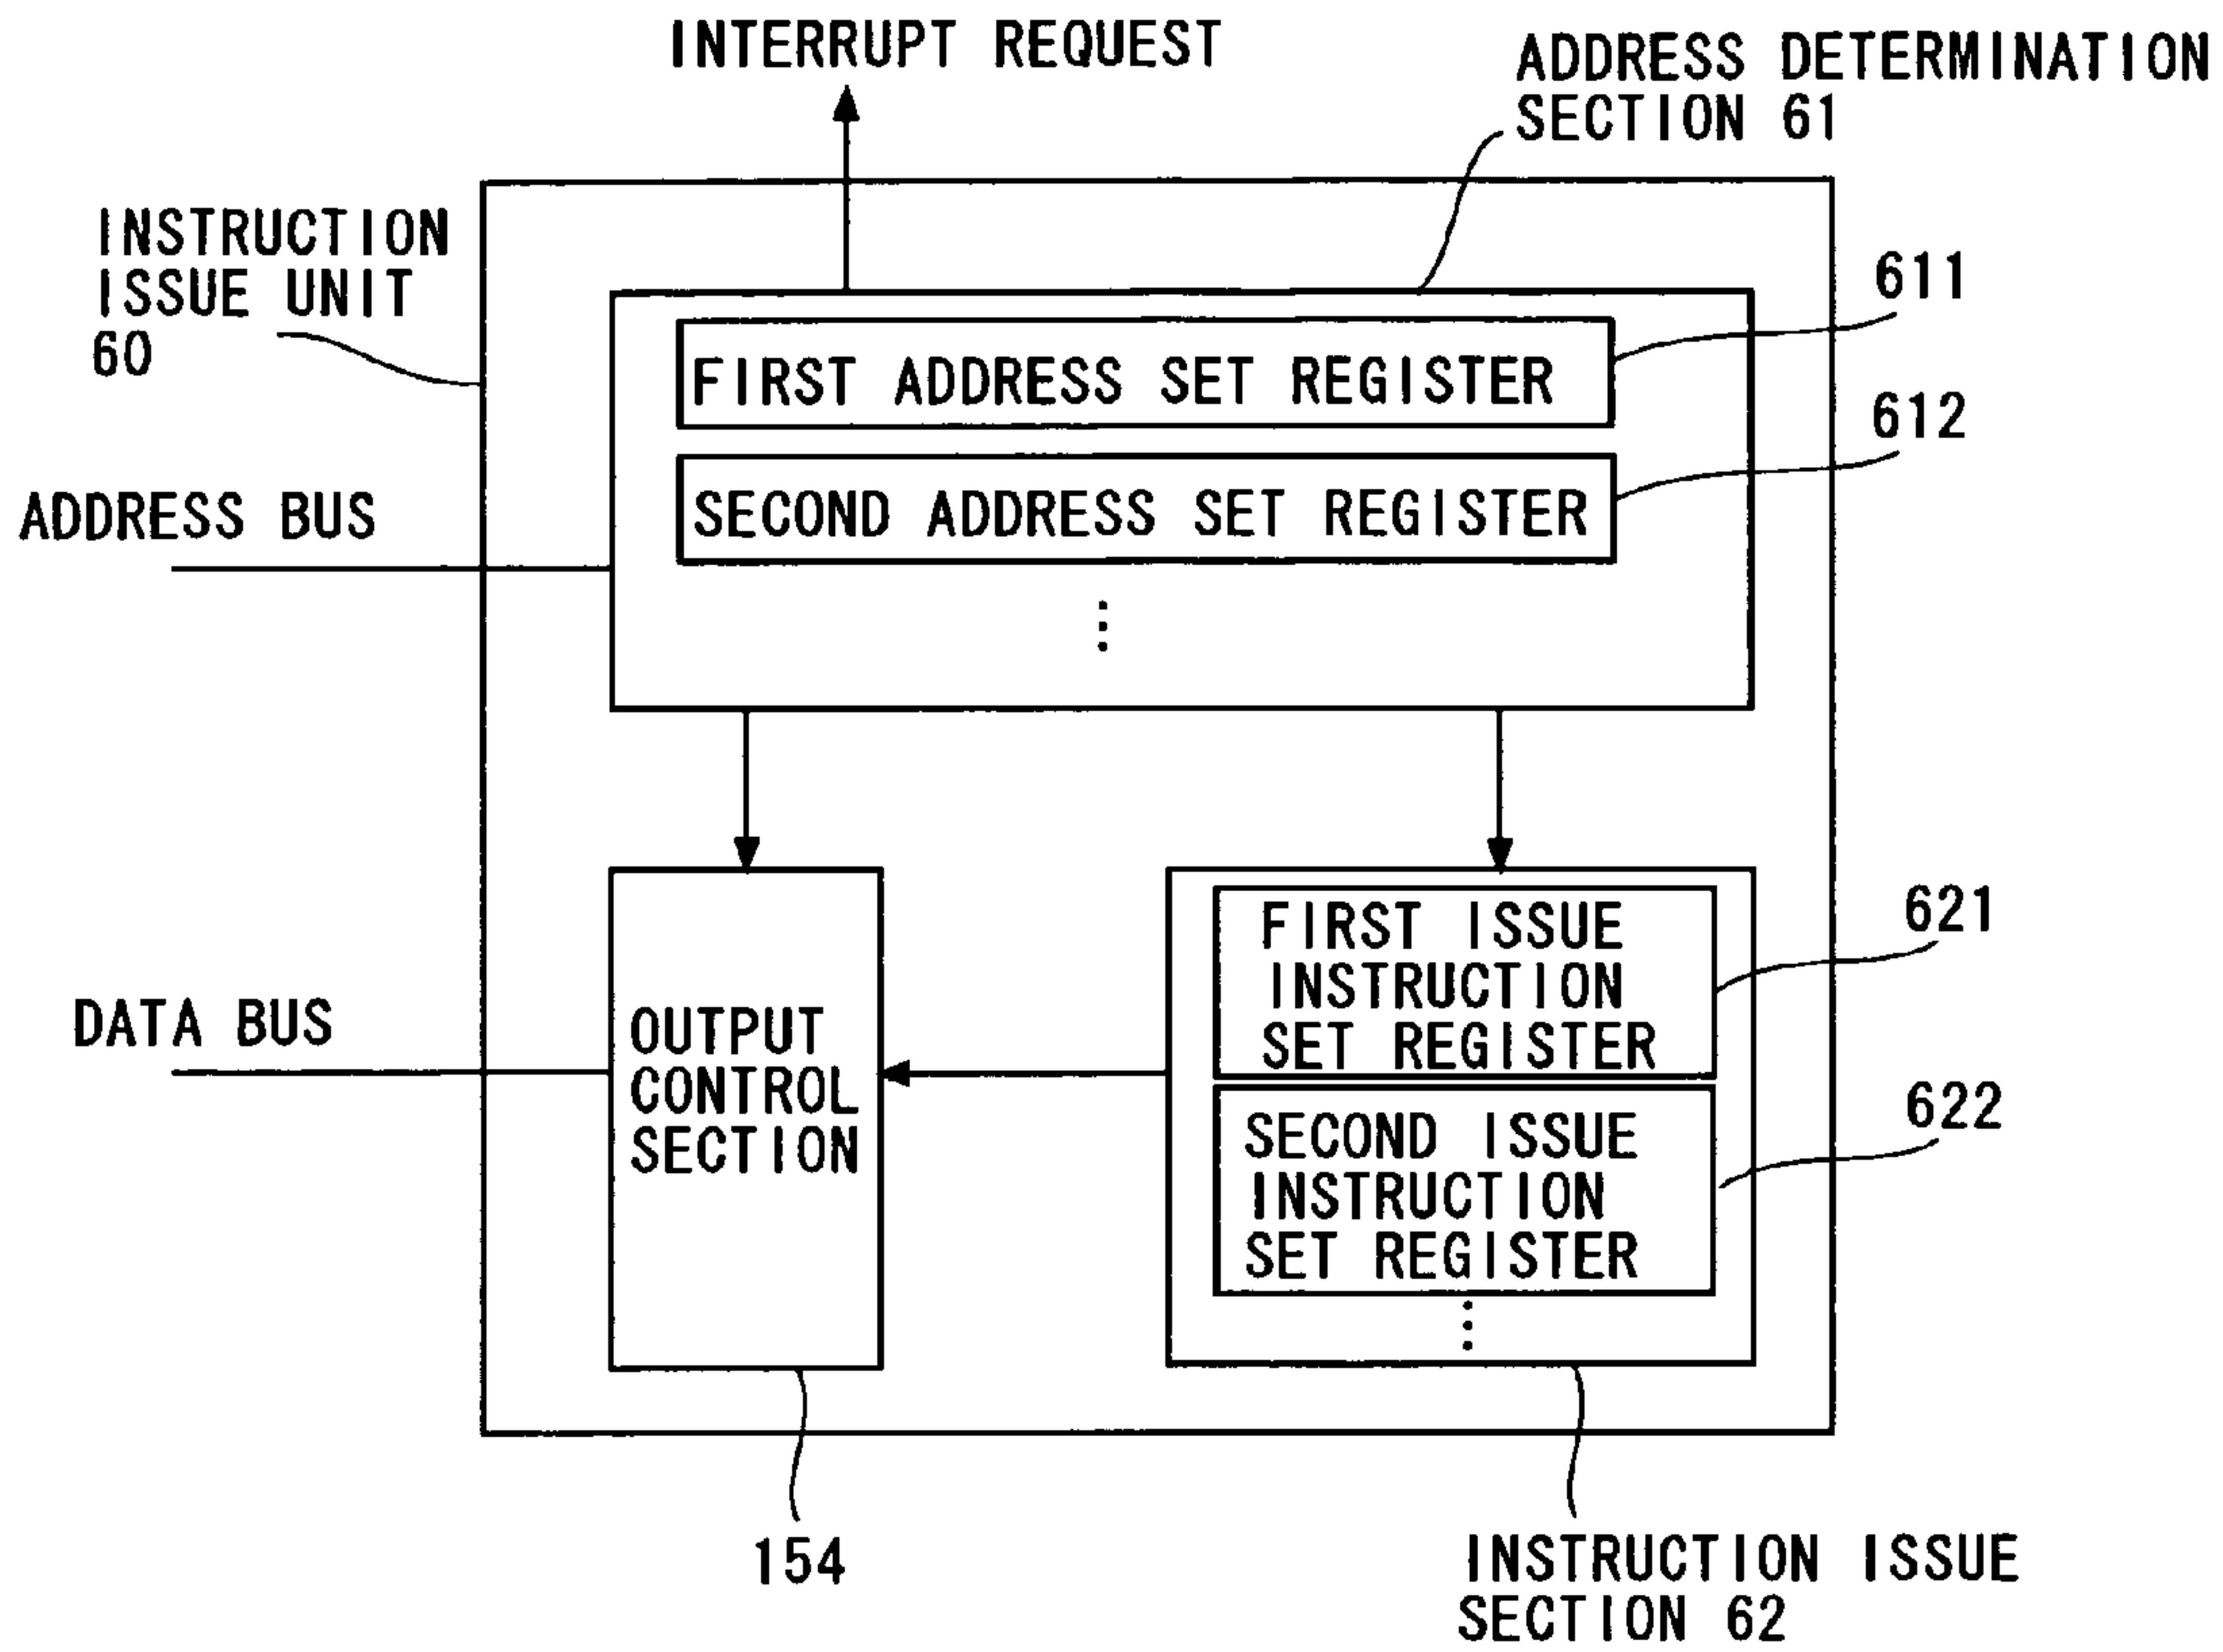 INTERRUPT REQUEST
ADDRESS DETERMINATION
SECTION 61
INSTRUCTION
ISSUE UNIT
60
611
FIRST ADDRESS SET REGISTER
612
SECOND ADDRESS SET REGISTER
ADDRESS BUS
621
FIRST ISSUE
INSTRUCTION
SET REGISTER
DATA BUS
OUTPUT
CONTROL
SECTION
622
SECOND ISSUE
INSTRUCTION
SET REGISTER
154
INSTRUCTION ISSUE
SECTION 62